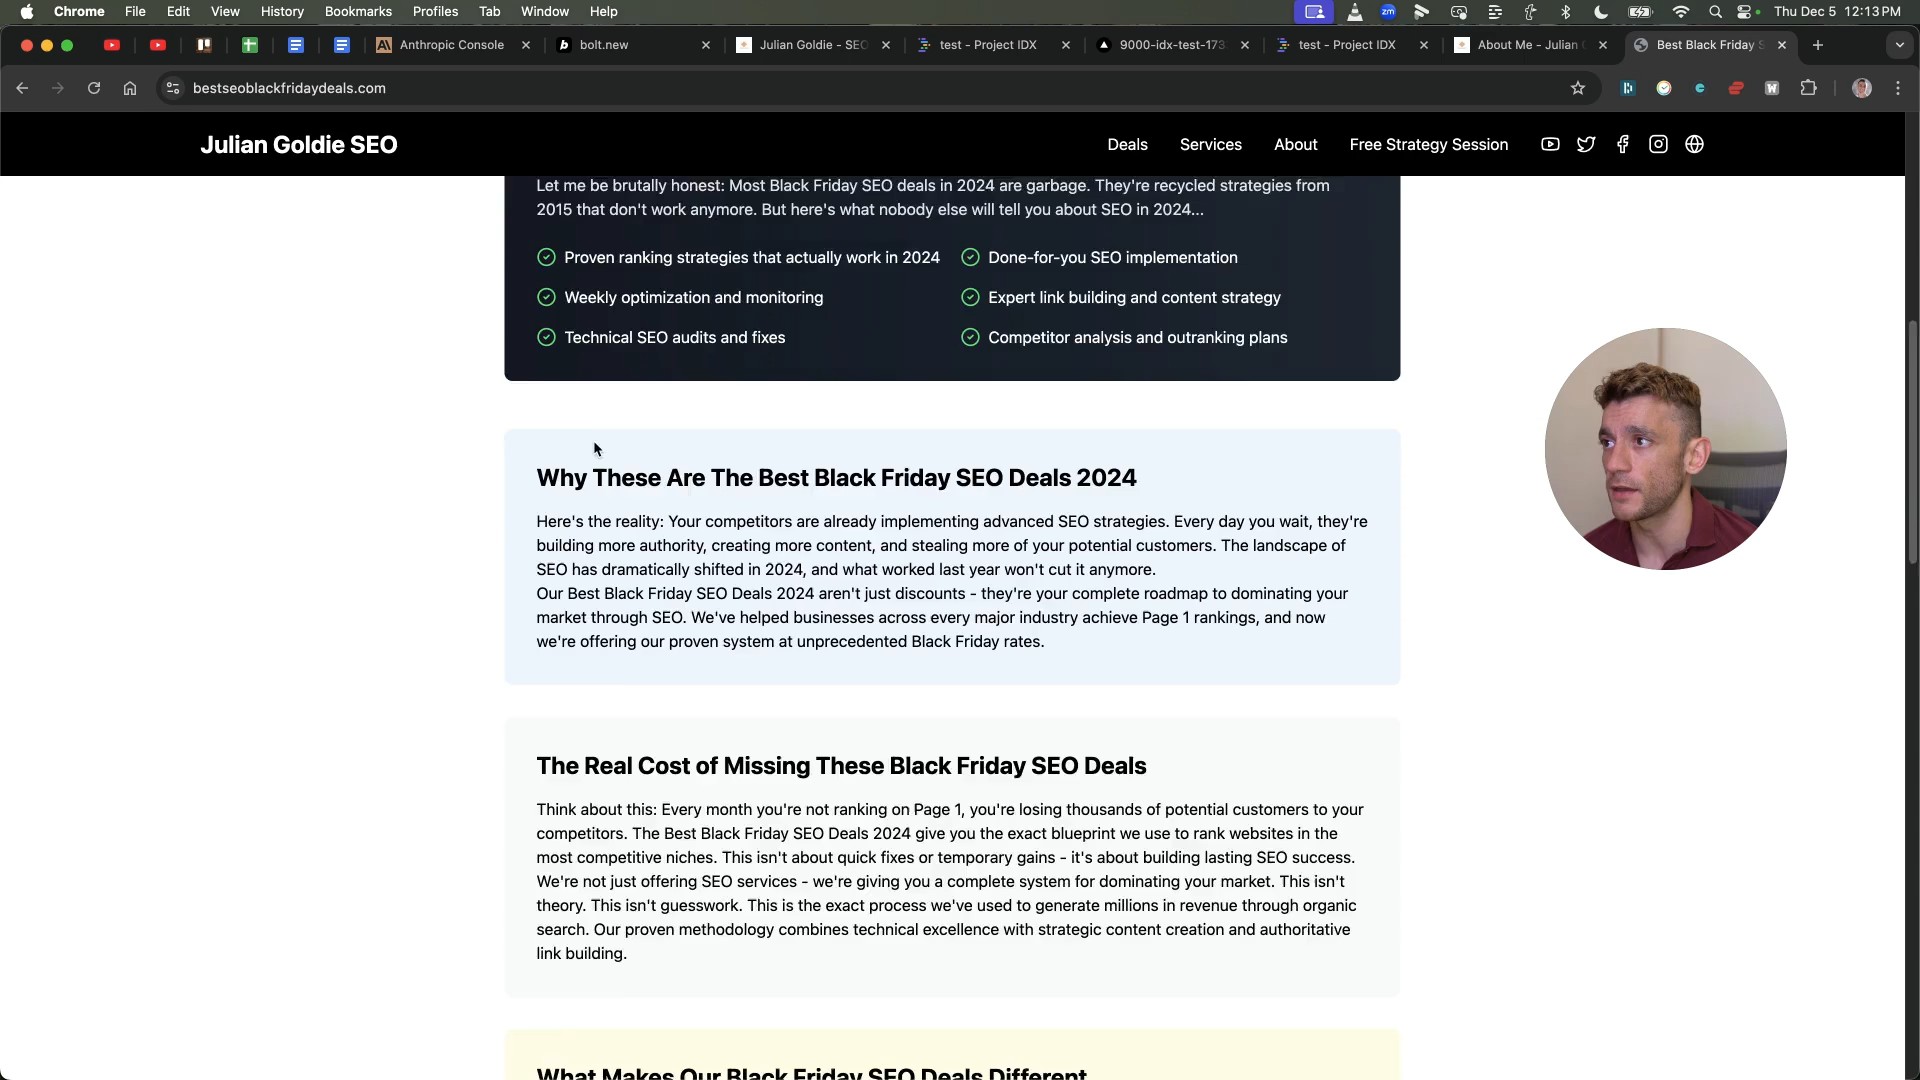 Chrome File Edit View History Bookmarks Profiles Tab Window Help zm Thu Dec 5 12:13 PM
Anthropic Console bolt.new Julian Goldie - SEO test - Project IDX 9000-idx-test-173 test - Project IDX About Me - Julian Best Black Friday S
bestseoblackfridaydeals.com
Julian Goldie SEO Deals Services About Free Strategy Session
Let me be brutally honest: Most Black Friday SEO deals in 2024 are garbage. They're recycled strategies from
2015 that don't work anymore. But here's what nobody else will tell you about SEO in 2024...
Proven ranking strategies that actually work in 2024 Done-for-you SEO implementation
Weekly optimization and monitoring Expert link building and content strategy
Technical SEO audits and fixes Competitor analysis and outranking plans
Why These Are The Best Black Friday SEO Deals 2024
Here's the reality: Your competitors are already implementing advanced SEO strategies. Every day you wait, they're
building more authority, creating more content, and stealing more of your potential customers. The landscape of
SEO has dramatically shifted in 2024, and what worked last year won't cut it anymore.
Our Best Black Friday SEO Deals 2024 aren't just discounts - they're your complete roadmap to dominating your
market through SEO. We've helped businesses across every major industry achieve Page 1 rankings, and now
we're offering our proven system at unprecedented Black Friday rates.
The Real Cost of Missing These Black Friday SEO Deals
Think about this: Every month you're not ranking on Page 1, you're losing thousands of potential customers to your
competitors. The Best Black Friday SEO Deals 2024 give you the exact blueprint we use to rank websites in the
most competitive niches. This isn't about quick fixes or temporary gains - it's about building lasting SEO success.
We're not just offering SEO services - we're giving you a complete system for dominating your market. This isn't
theory. This isn't guesswork. This is the exact process we've used to generate millions in revenue through organic
search. Our proven methodology combines technical excellence with strategic content creation and authoritative
link building.
What Makes Our Black Friday SEO Deals Different